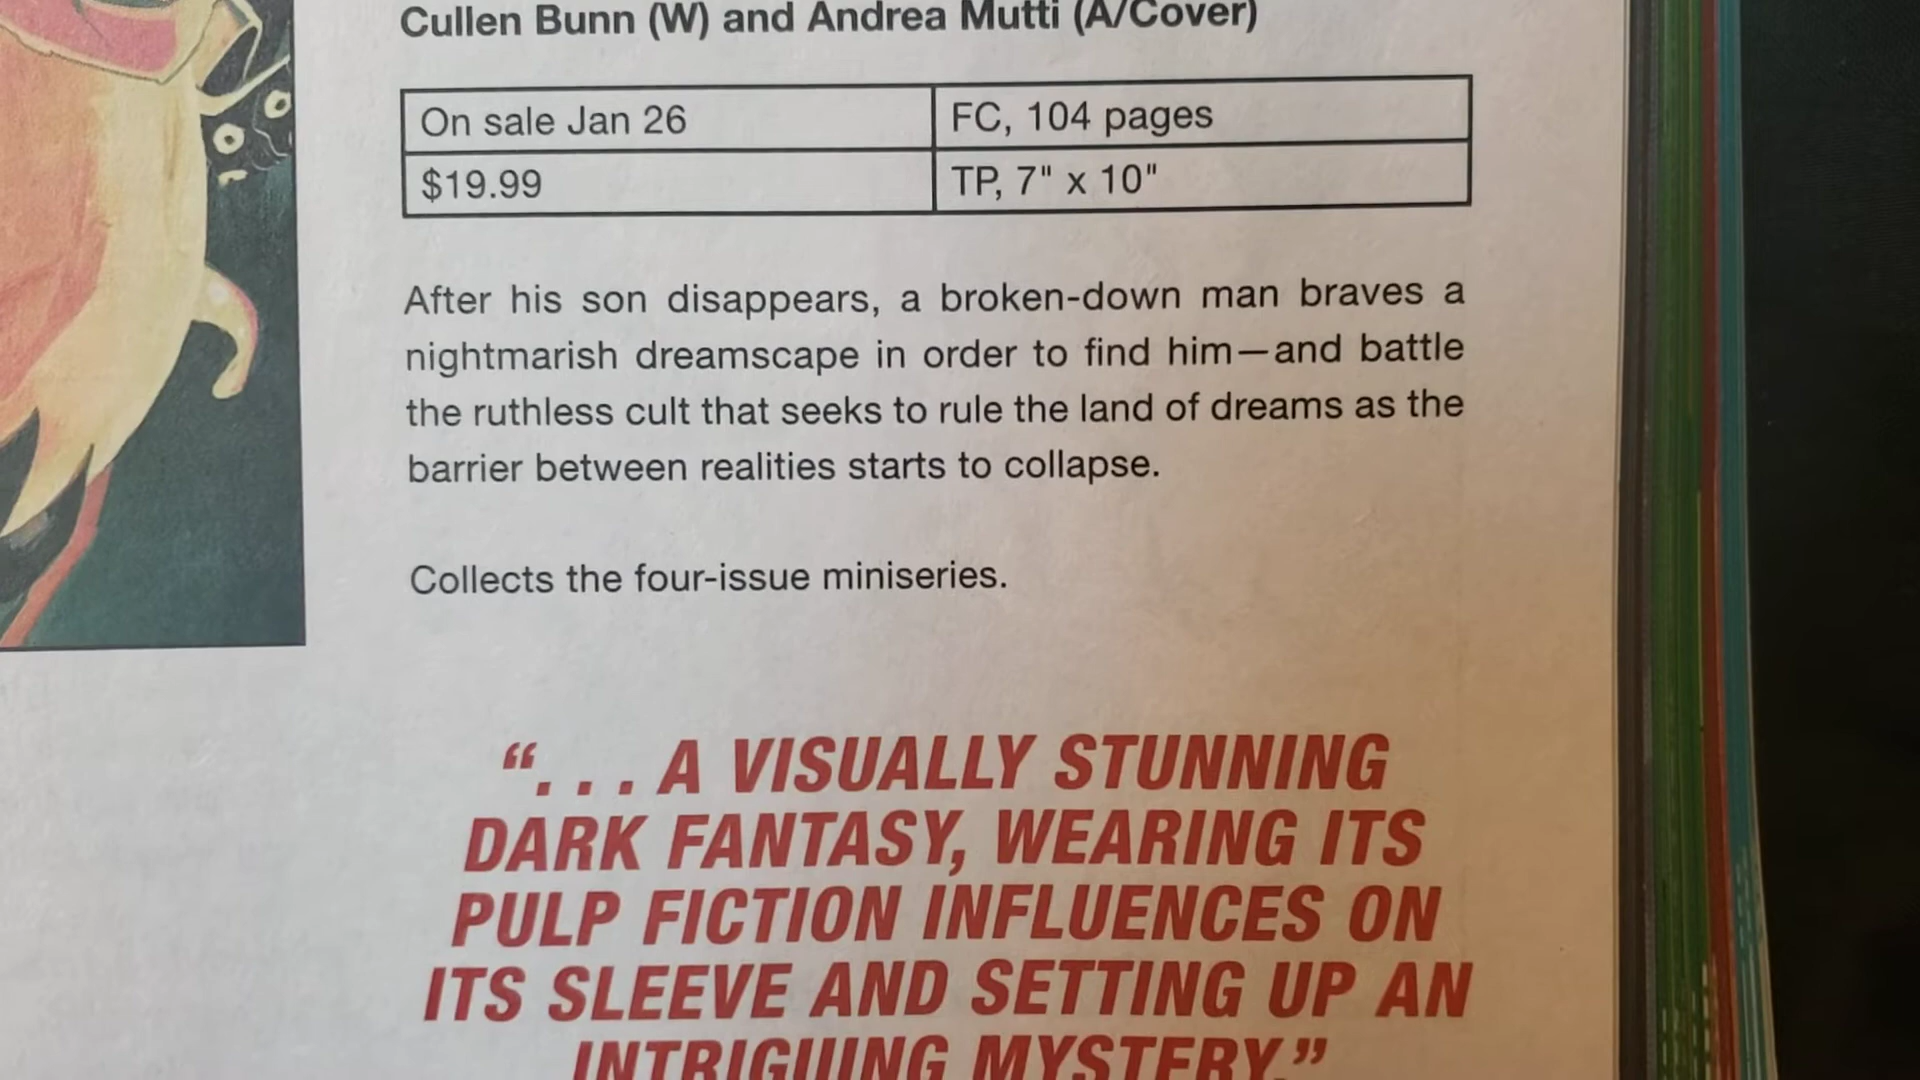 Cullen Bunn (W) and Andrea Mutti (A/Cover)
On sale Jan 26
FC, 104 pages
$19.99
TP, 7" x 10"
After his son disappears, a broken-down man braves a
nightmarish dreamscape in order to find him—and battle
the ruthless cult that seeks to rule the land of dreams as the
barrier between realities starts to collapse.
Collects the four-issue miniseries.
“. . . A VISUALLY STUNNING
DARK FANTASY, WEARING ITS
PULP FICTION INFLUENCES ON
ITS SLEEVE AND SETTING UP AN
INTRIGUING MYSTERY.”